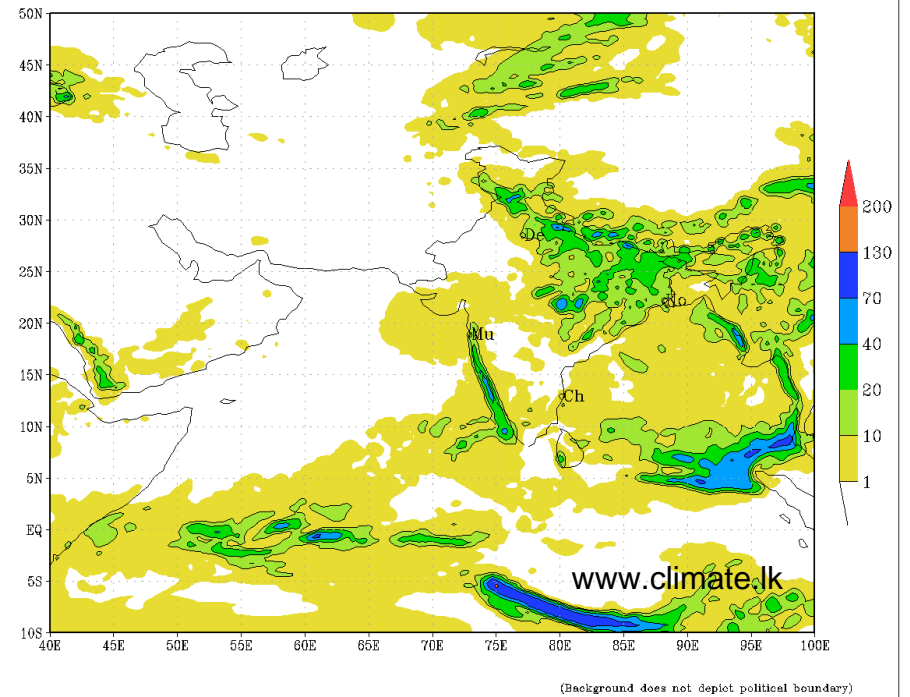 50N
45N
40N
35N
30N
25N
20N
15N
10N
5N
EQ
5S
10S
40E 45E 50E 55E 60E 65E 70E 75E 80E 85E 90E 95E 100E
De
Ko
Mu
Ch
www.climate.lk
200
130
70
40
20
10
1
(Background does not depict political boundary)